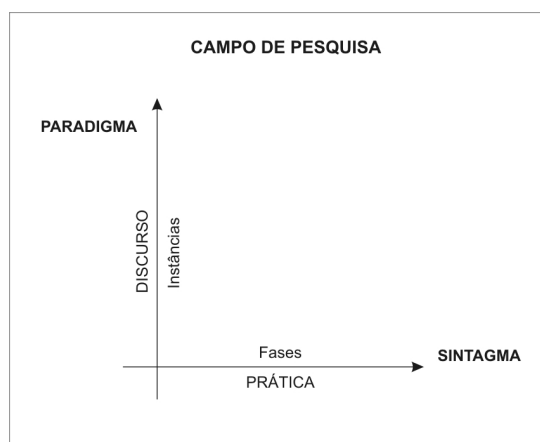 CAMPO DE PESQUISA
PARADIGMA
DISCURSO
Instâncias
Fases
SINTAGMA
PRÁTICA